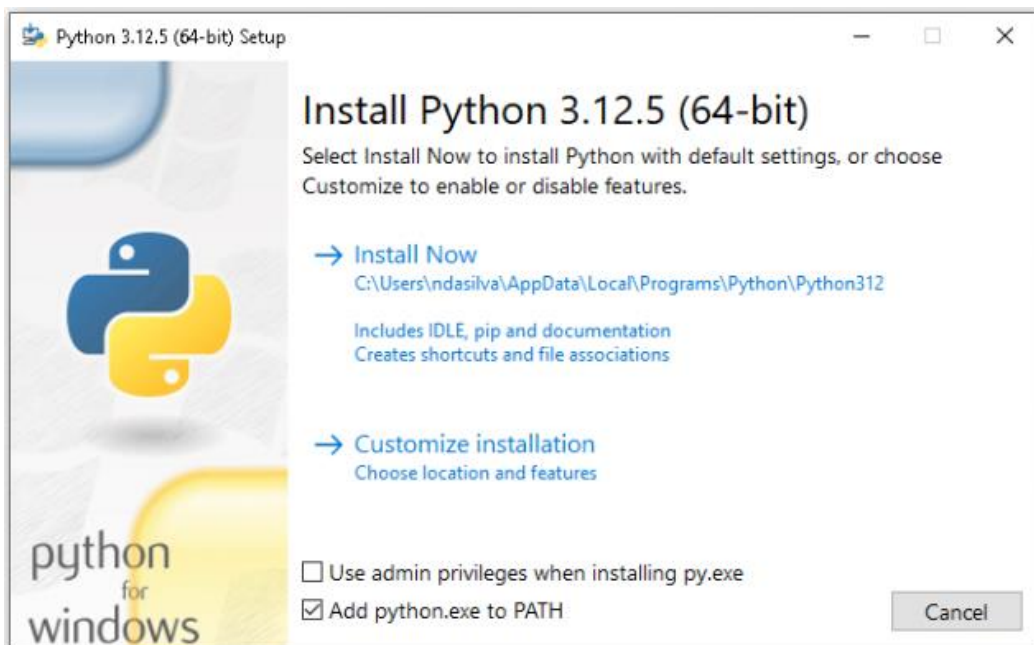 Python 3.12.5 (64-bit) Setup
Install Python 3.12.5 (64-bit)
Select Install Now to install Python with default settings, or choose
Customize to enable or disable features.
Install Now
C:\Users\ndasilva\AppData\Local\Programs\Python\Python312
Includes IDLE, pip and documentation
Creates shortcuts and file associations
Customize installation
Choose location and features
python
for
windows
Use admin privileges when installing py.exe
Add python.exe to PATH
Cancel